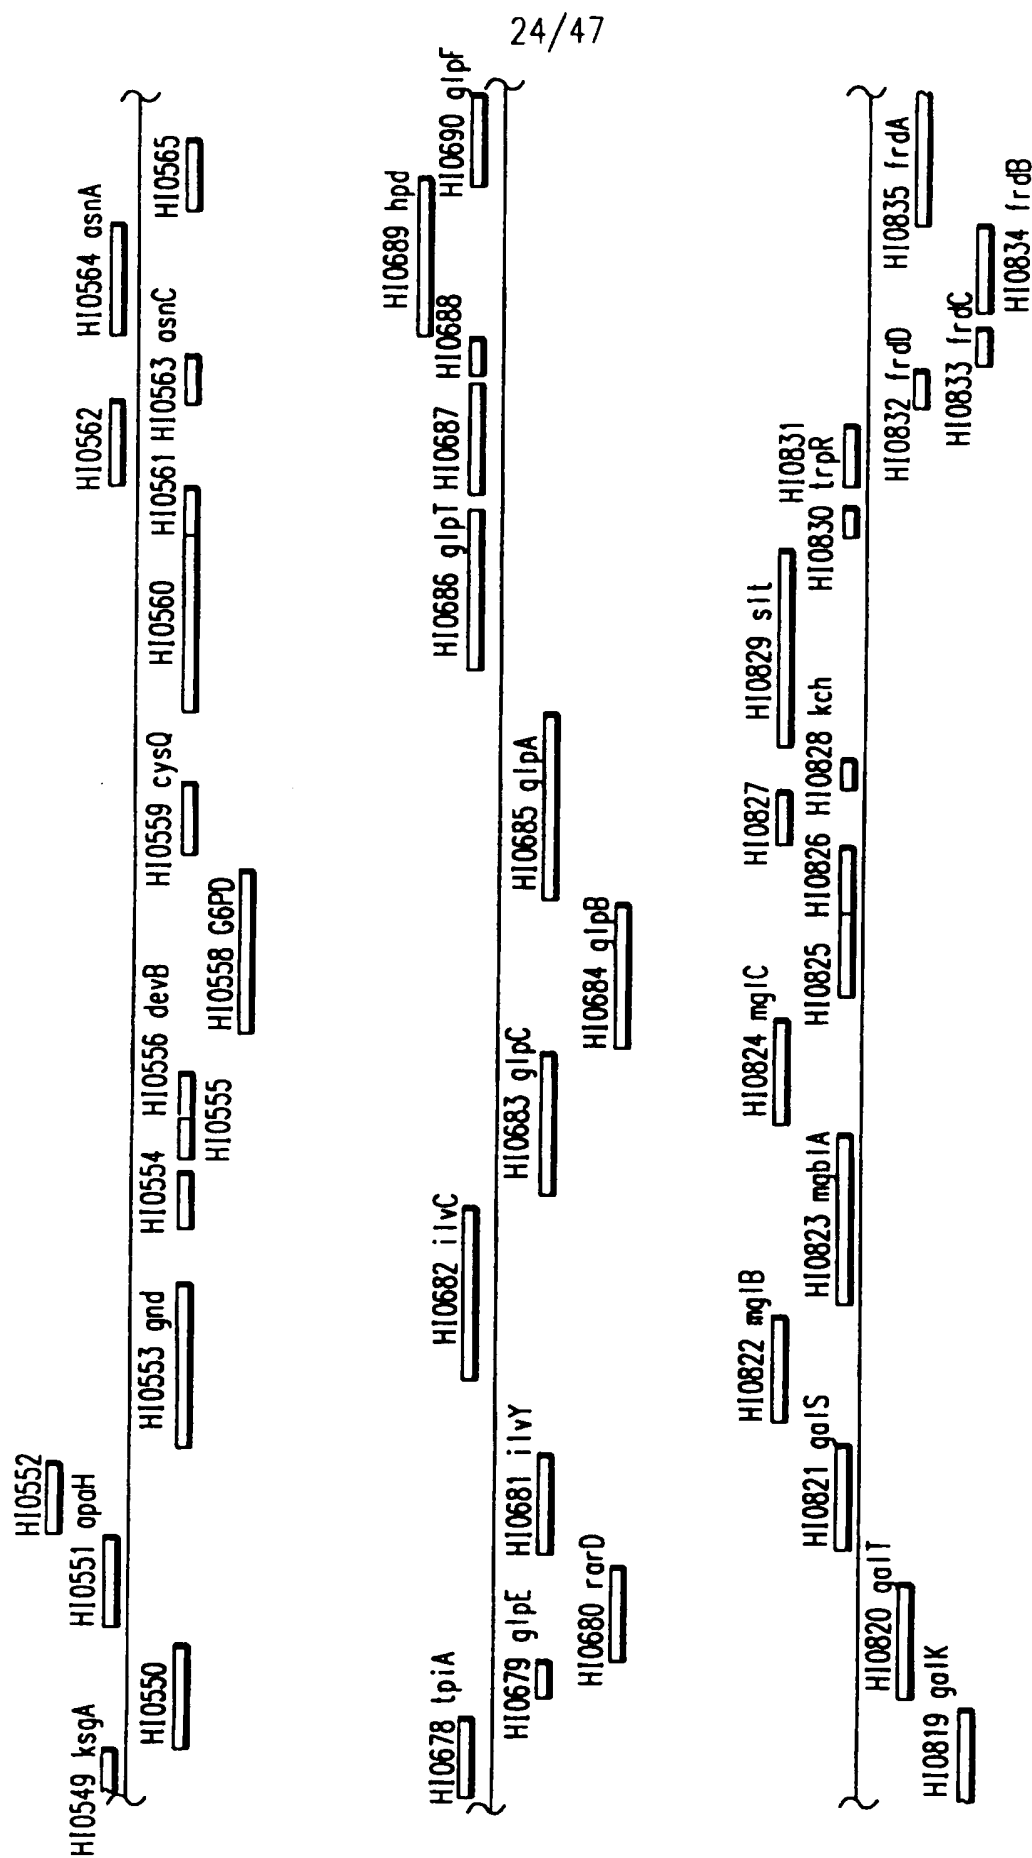 24/47
HI0549 ksgA
HI0550
HI0551 apaH
HI0552
HI0553 gnd
HI0554
HI0555
HI0556 devB
HI0558 G6PD
HI0559 cysQ
HI0560
HI0561
HI0562
HI0563 asnC
HI0564 asnA
HI0565
HI0678 tpiA
HI0679 glpE
HI0680 rarD
HI0681 ilvY
HI0682 ilvC
HI0683 glpC
HI0684 glpB
HI0685 glpA
HI0686 glpT
HI0687
HI0688
HI0689 hpd
HI0690 glpF
HI0819 galK
HI0820 galT
HI0821 galS
HI0822 mglB
HI0823 mgblA
HI0824 mglC
HI0825
HI0826
HI0827
HI0828 kch
HI0829 slt
HI0830
HI0831
trpR
HI0832 frdD
HI0833 frdC
HI0834 frdB
HI0835 frdA